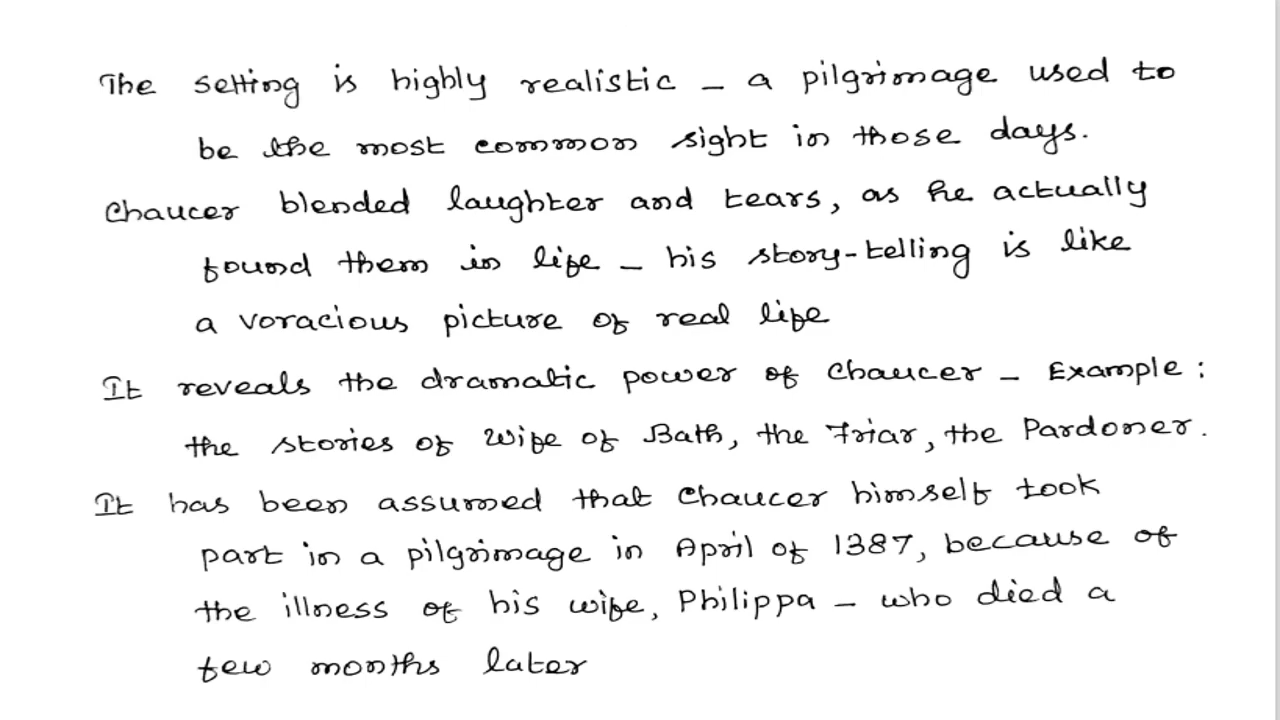 The setting is highly realistic - a pilgrimage used to
be the most common sight in those days.
Chaucer blended laughter and tears, as he actually
found them in life - his story-telling is like
a voracious picture of real life
It reveals the dramatic power of Chaucer - Example:
the stories of Wife of Bath, the Friar, the Pardoner.
It has been assumed that Chaucer himself took
part in a pilgrimage in April of 1387, because of
the illness of his wife, Philippa - who died a
few months later